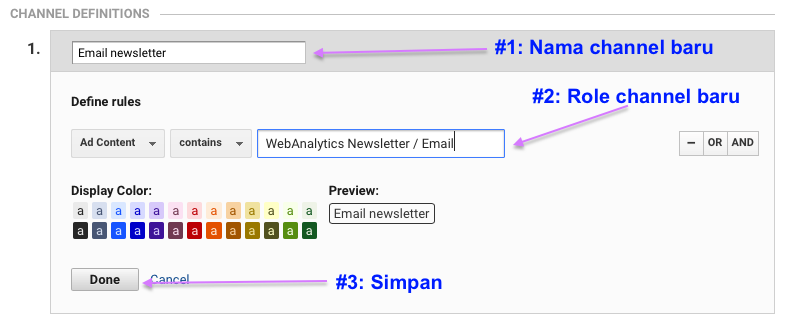 CHANNEL DEFINITIONS
1. Email newsletter #1: Nama channel baru
Define rules
#2: Role channel baru
Ad Content contains WebAnalytics Newsletter / Email − OR AND
Display Color: Preview:
a a a a a a a a a a a a a
Email newsletter
a a a a a a a a a a a a a
Done Cancel #3: Simpan